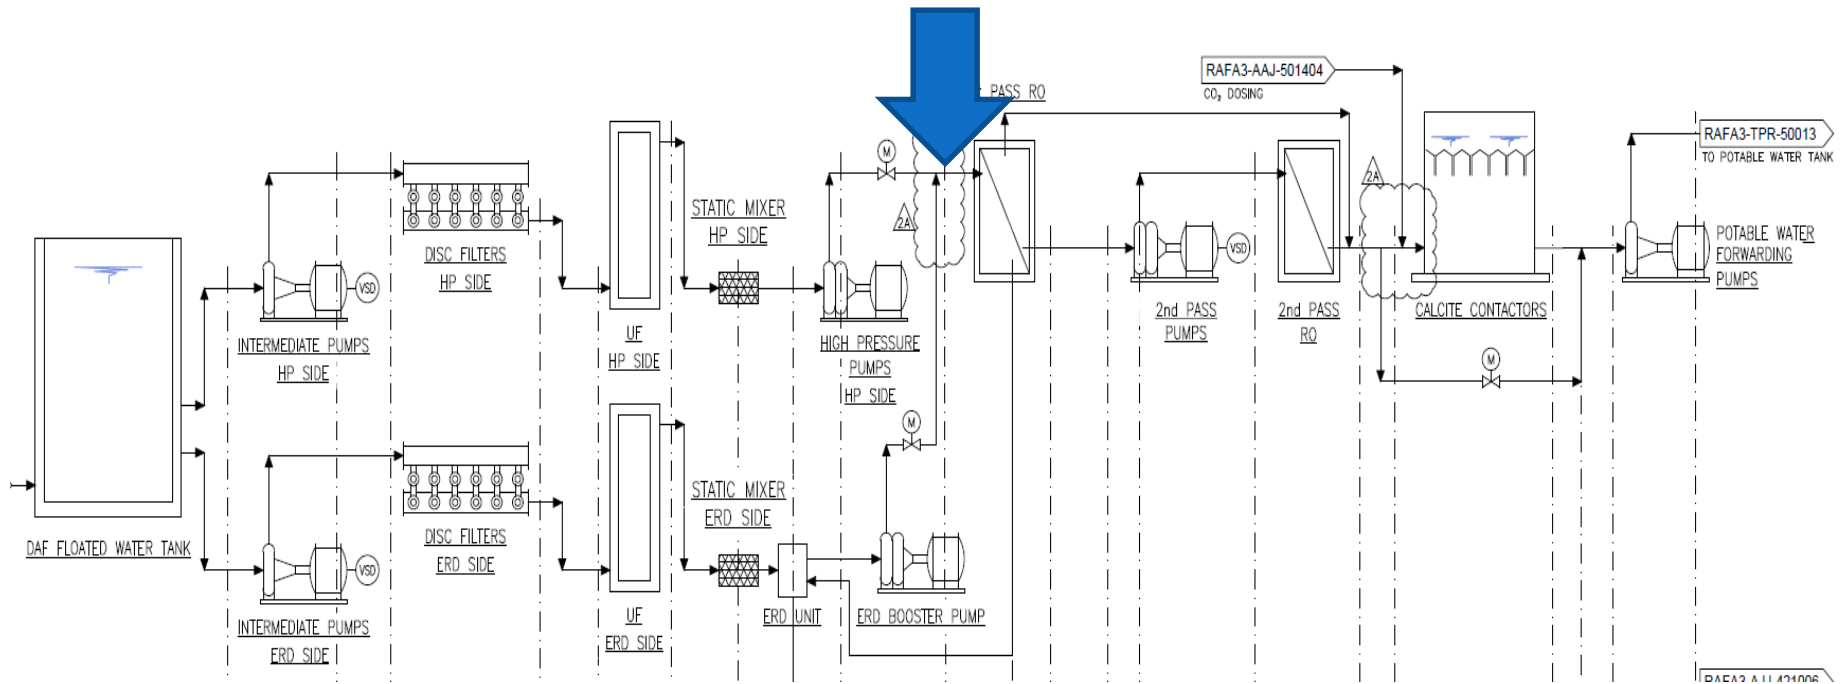 RAFA3-AAJ-501404
CO₂ DOSING
PASS RO
RAFA3-TPR-50013
TO POTABLE WATER TANK
M
2A
2A
STATIC MIXER
HP SIDE
DISC FILTERS
HP SIDE
VSD
VSD
POTABLE WATER
FORWARDING
PUMPS
INTERMEDIATE PUMPS
HP SIDE
UF
HP SIDE
HIGH PRESSURE
PUMPS
HP SIDE
2nd PASS
PUMPS
2nd PASS
RO
CALCITE CONTACTORS
M
M
STATIC MIXER
ERD SIDE
DAF FLOATED WATER TANK
DISC FILTERS
ERD SIDE
VSD
INTERMEDIATE PUMPS
ERD SIDE
UF
ERD SIDE
ERD UNIT
ERD BOOSTER PUMP